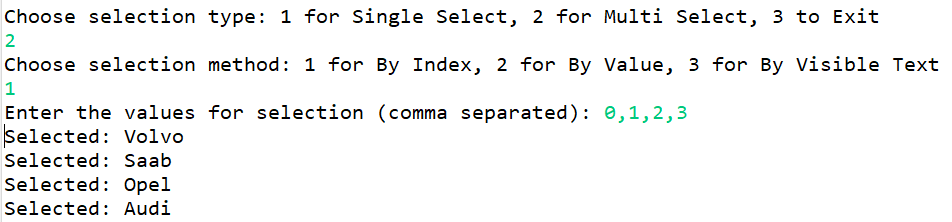 Choose selection type: 1 for Single Select, 2 for Multi Select, 3 to Exit
2
Choose selection method: 1 for By Index, 2 for By Value, 3 for By Visible Text
1
Enter the values for selection (comma separated): 0,1,2,3
Selected: Volvo
Selected: Saab
Selected: Opel
Selected: Audi